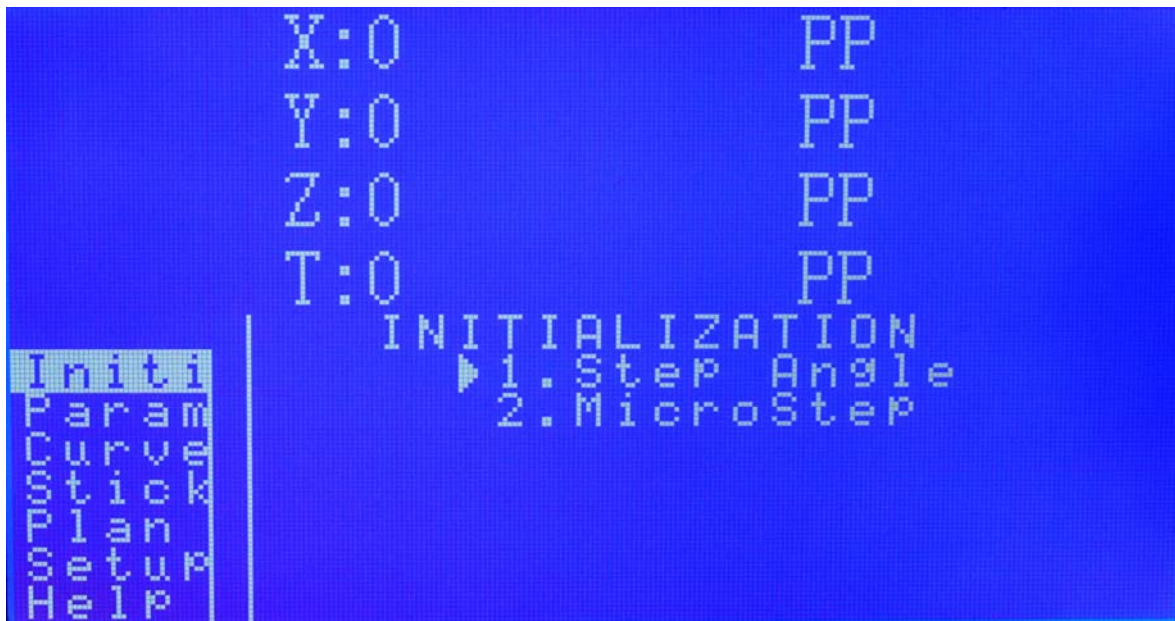 X:0 PP
Y:0 PP
Z:0 PP
T:0 PP
INITIALIZATION
1.Step Angle
2.MicroStep
Initi
Param
Curve
Stick
Plan
Setup
Help